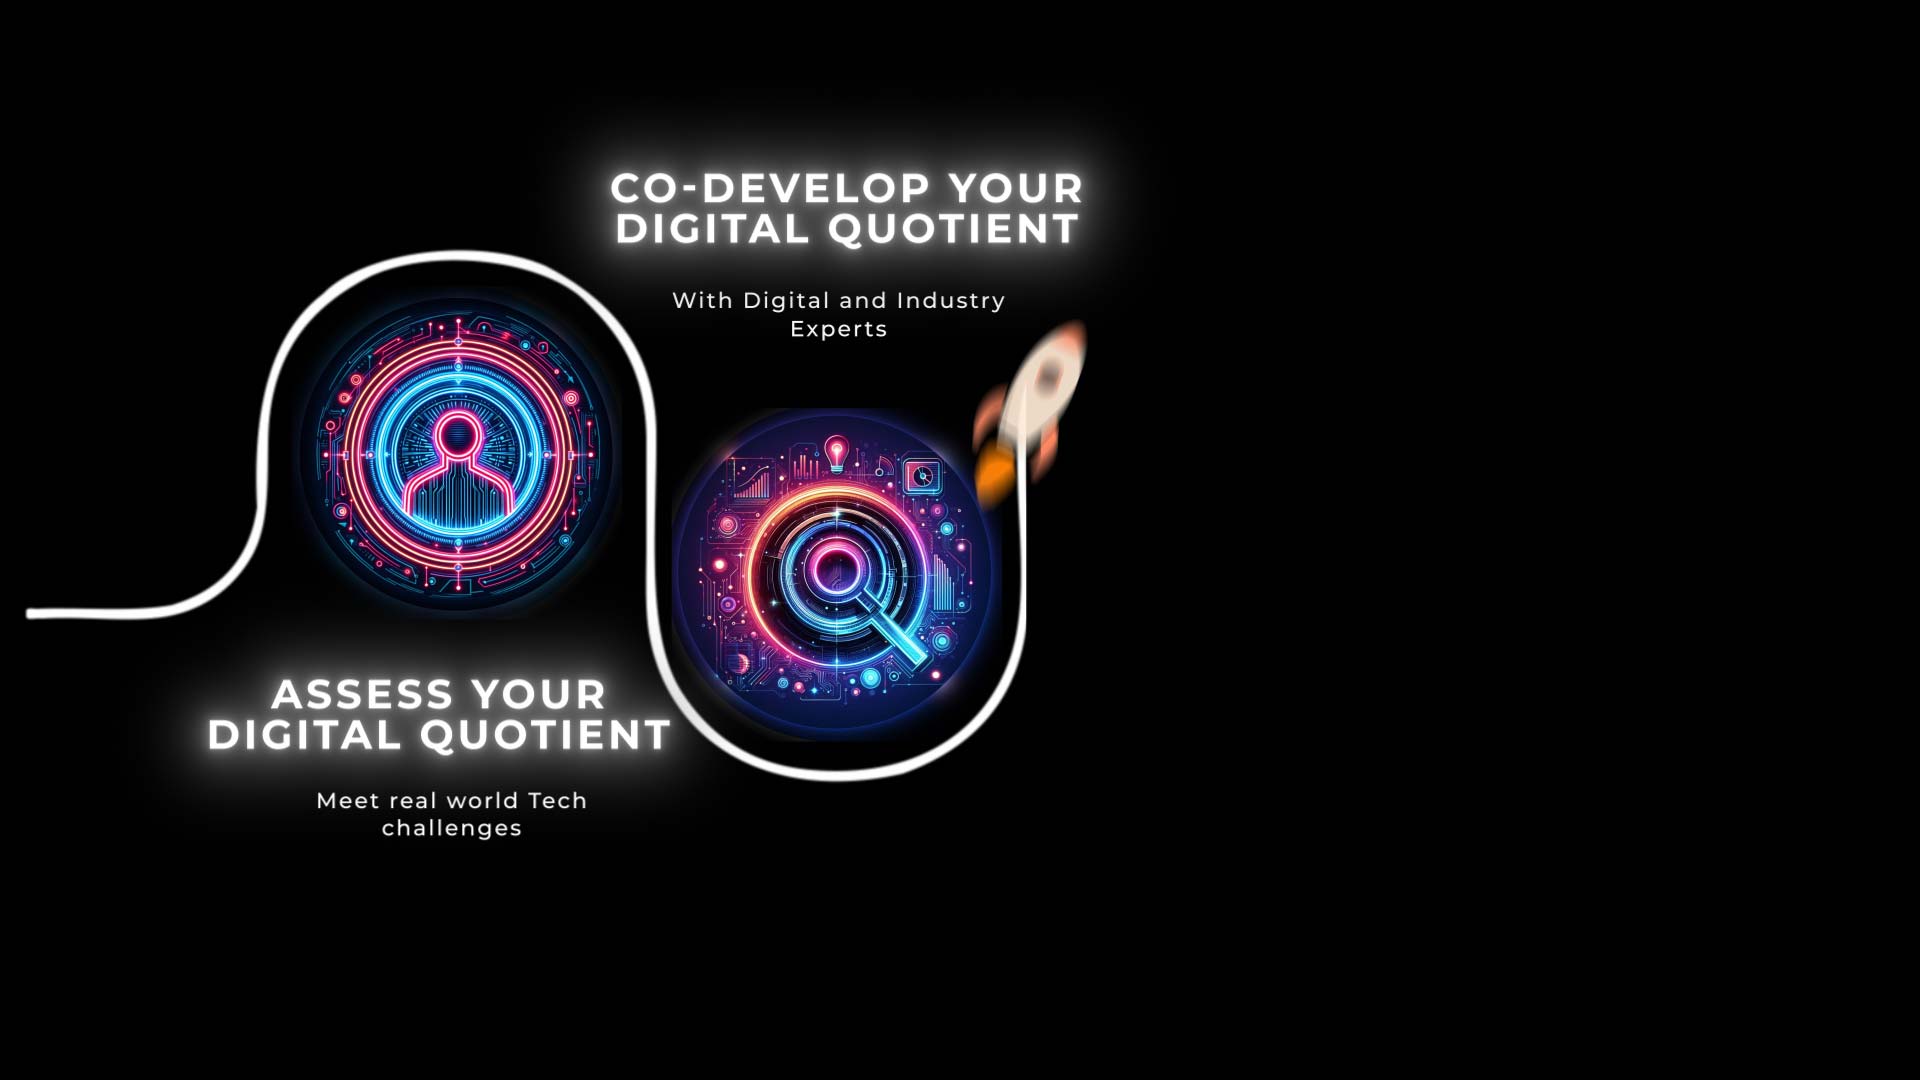 CO-DEVELOP YOUR
DIGITAL QUOTIENT
With Digital and Industry
Experts
ASSESS YOUR
DIGITAL QUOTIENT
Meet real world Tech
challenges